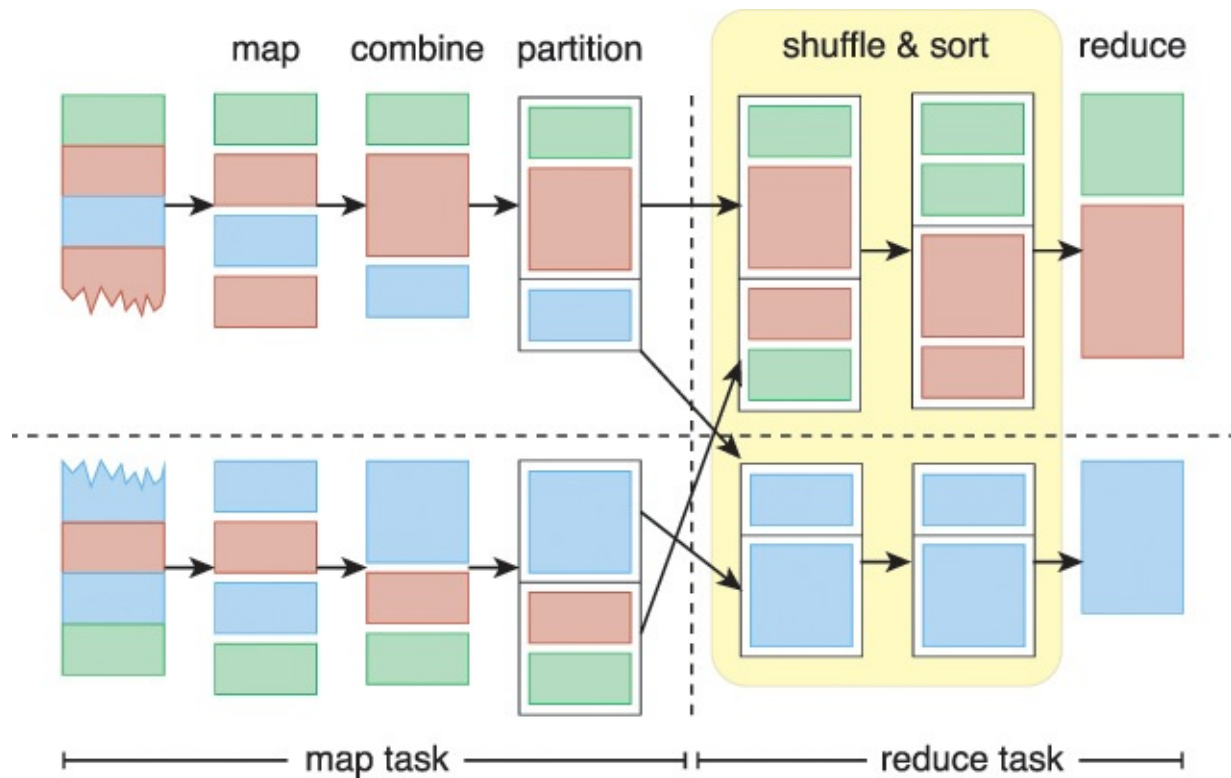 map combine partition shuffle & sort reduce
map task reduce task